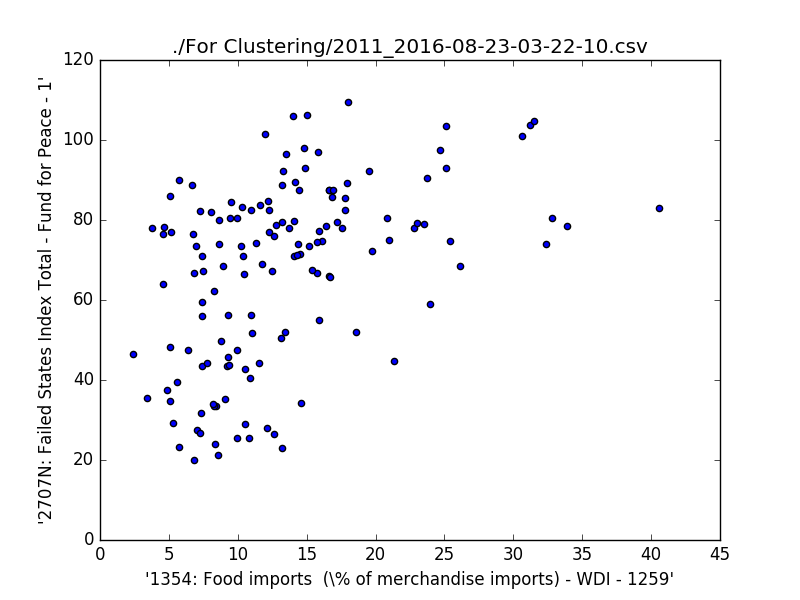 ./For Clustering/2011_2016-08-23-03-22-10.csv
'2707N: Failed States Index Total - Fund for Peace - 1'
120
100
80
60
40
20
0
0 5 10 15 20 25 30 35 40 45
'1354: Food imports  (\% of merchandise imports) - WDI - 1259'